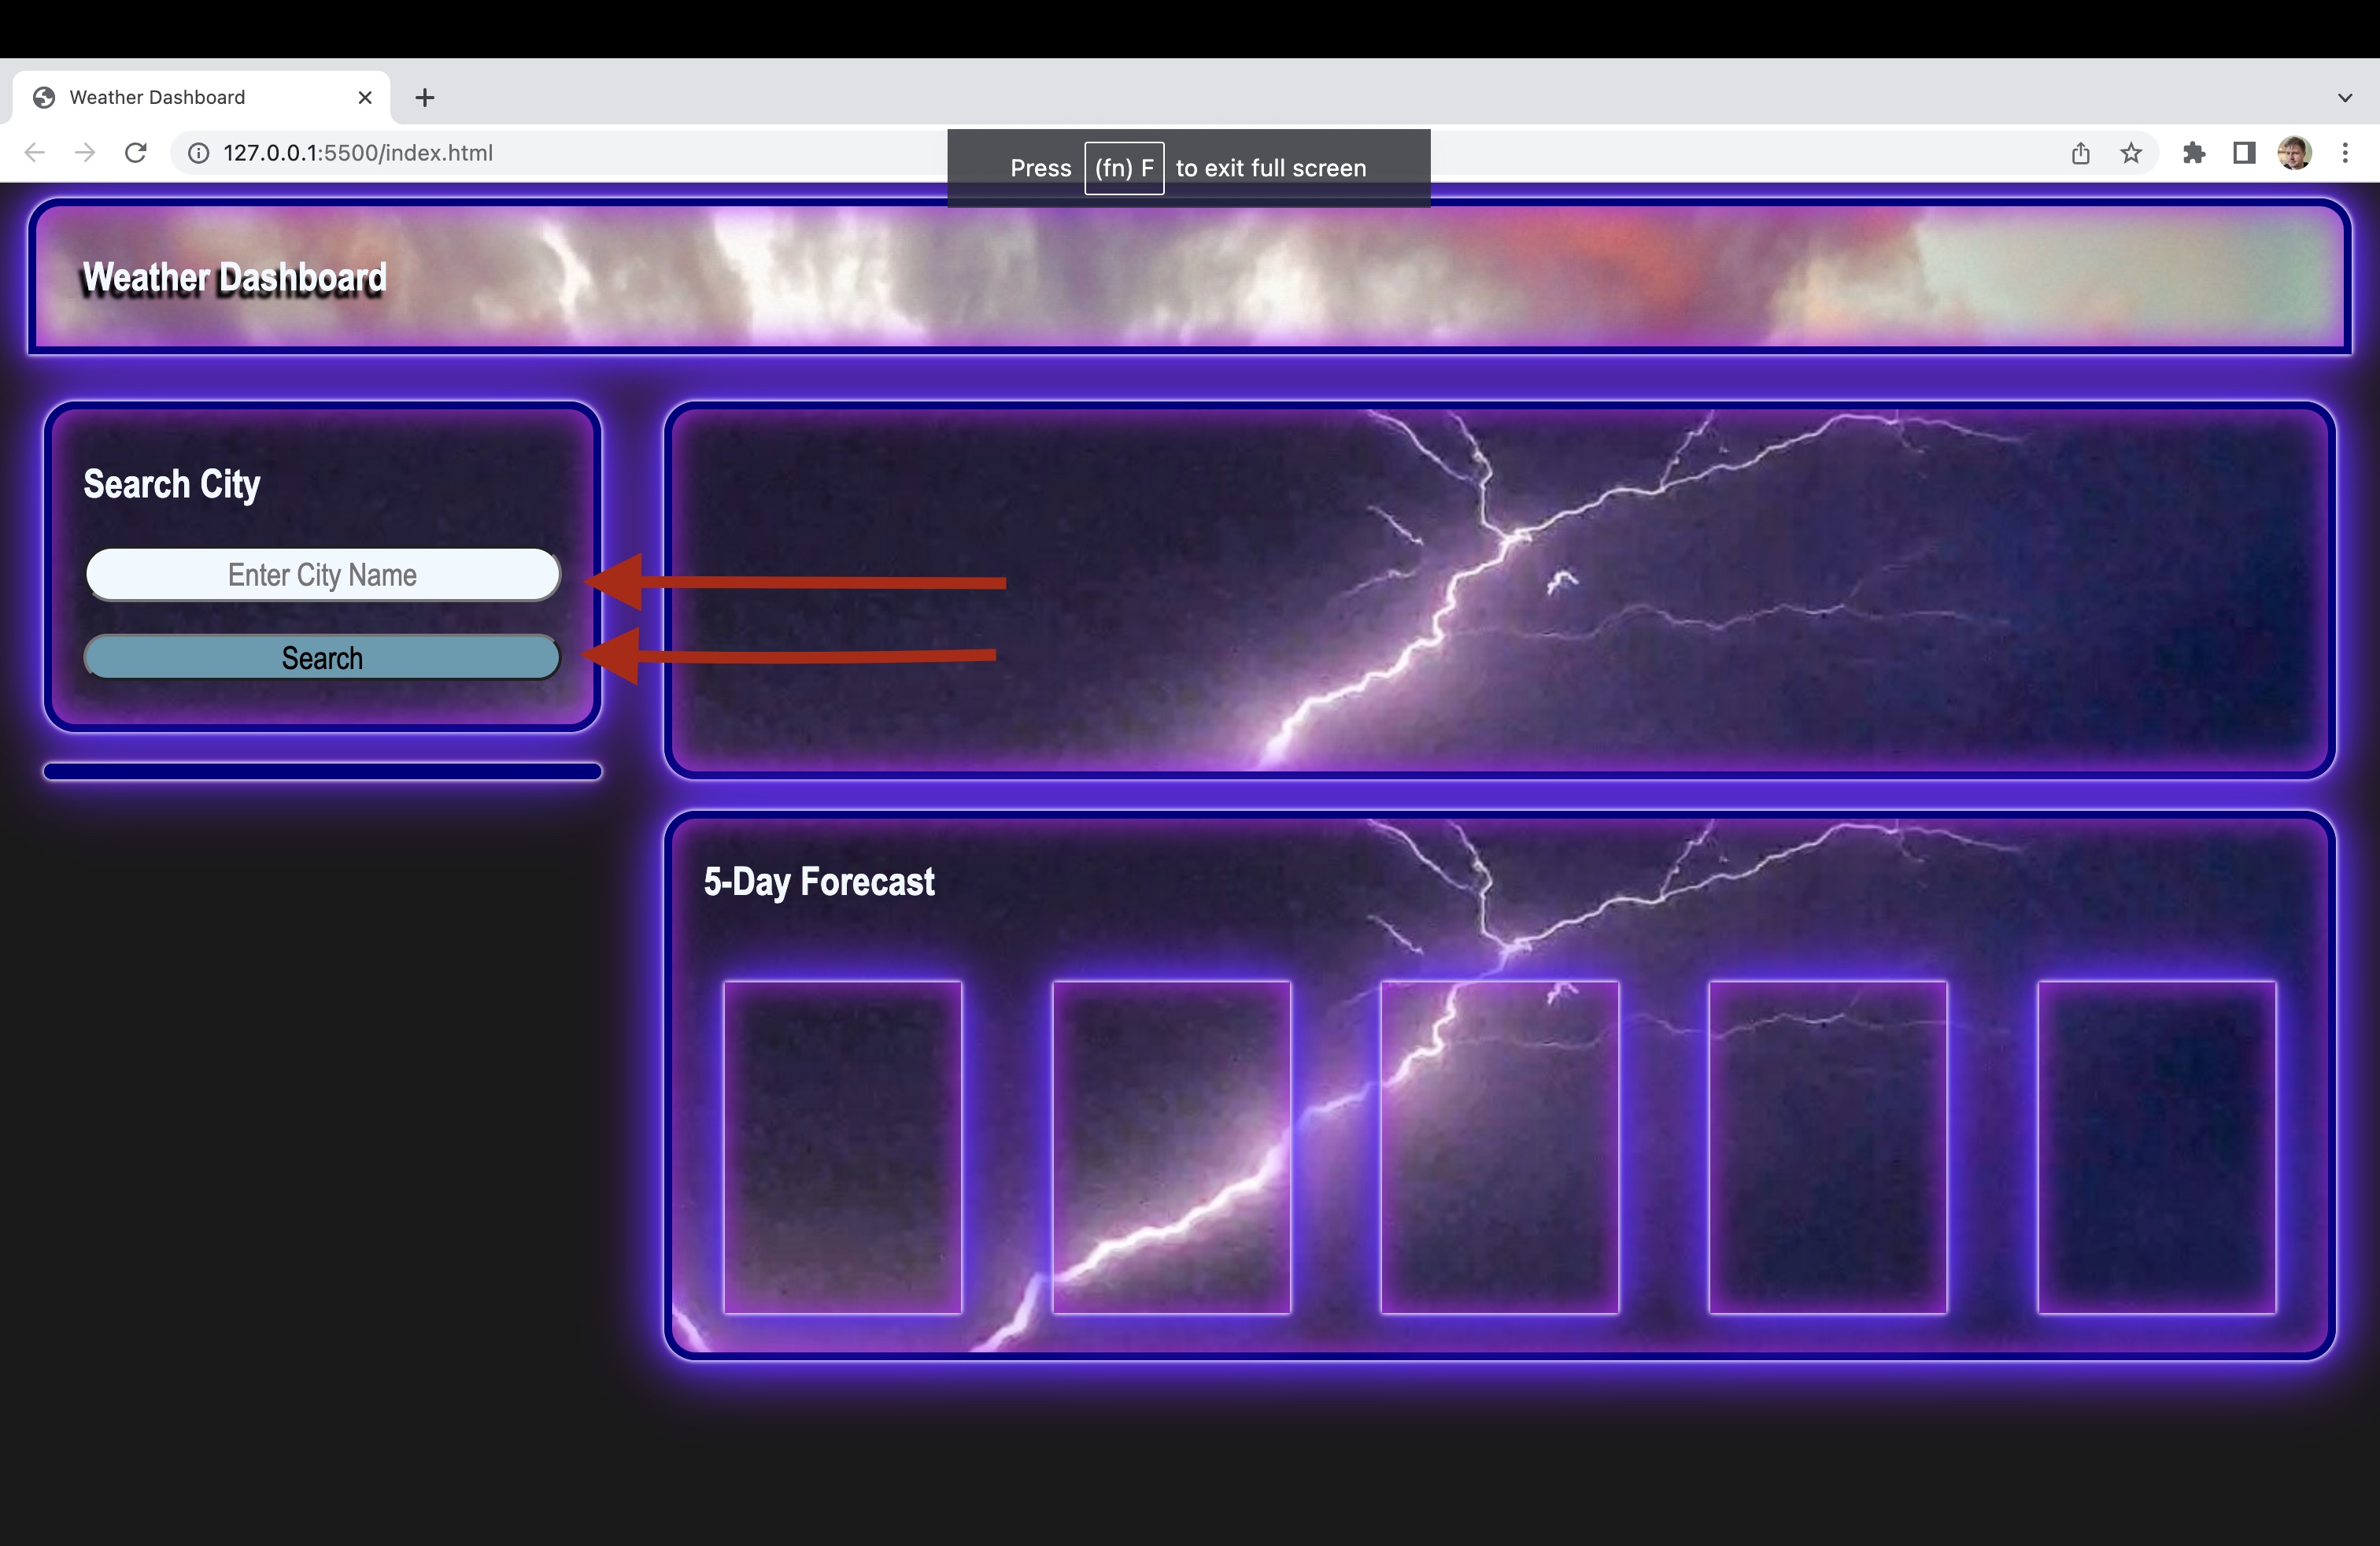 Weather Dashboard
127.0.0.1:5500/index.html
Press (fn) F to exit full screen
Weather Dashboard
Search City
Enter City Name
Search
5-Day Forecast